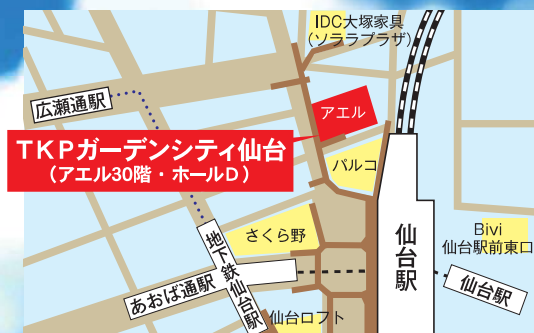 IDC大塚家具
(ソララプラザ)
アエル
広瀬通駅
TKPガーデンシティ仙台
(アエル30階・ホールD)
パルコ
さくら野
地下鉄仙台駅
仙台駅
Bivi
仙台駅前東口
あおば通駅
仙台駅
仙台ロフト